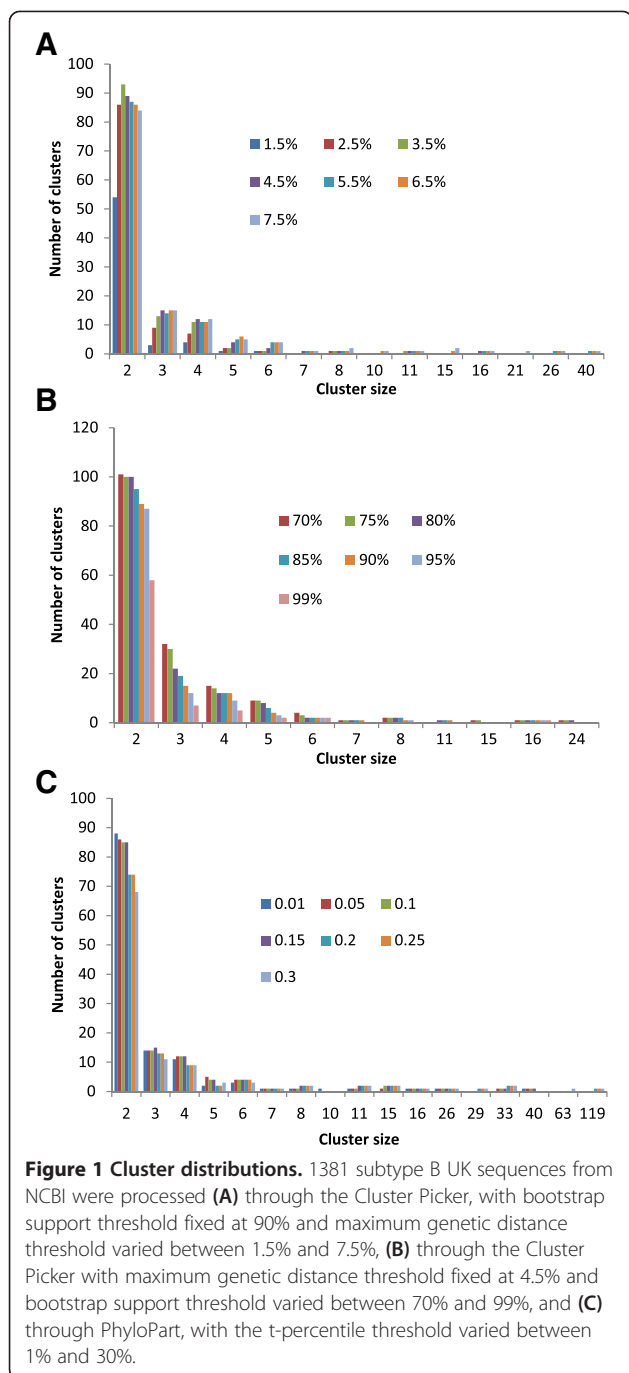 A
100
90
80
70
60
50
40
30
20
10
0
Number of clusters
1.5% 2.5% 3.5%
4.5% 5.5% 6.5%
7.5%
2 3 4 5 6 7 8 10 11 15 16 21 26 40
Cluster size
B
120
100
80
60
40
20
0
Number of clusters
70% 75% 80%
85% 90% 95%
99%
2 3 4 5 6 7 8 11 15 16 24
Cluster size
C
100
90
80
70
60
50
40
30
20
10
0
Number of clusters
0.01 0.05 0.1
0.15 0.2 0.25
0.3
2 3 4 5 6 7 8 10 11 15 16 26 29 33 40 63 119
Cluster size
Figure 1 Cluster distributions. 1381 subtype B UK sequences from
NCBI were processed (A) through the Cluster Picker, with bootstrap
support threshold fixed at 90% and maximum genetic distance
threshold varied between 1.5% and 7.5%, (B) through the Cluster
Picker with maximum genetic distance threshold fixed at 4.5% and
bootstrap support threshold varied between 70% and 99%, and (C)
through PhyloPart, with the t-percentile threshold varied between
1% and 30%.